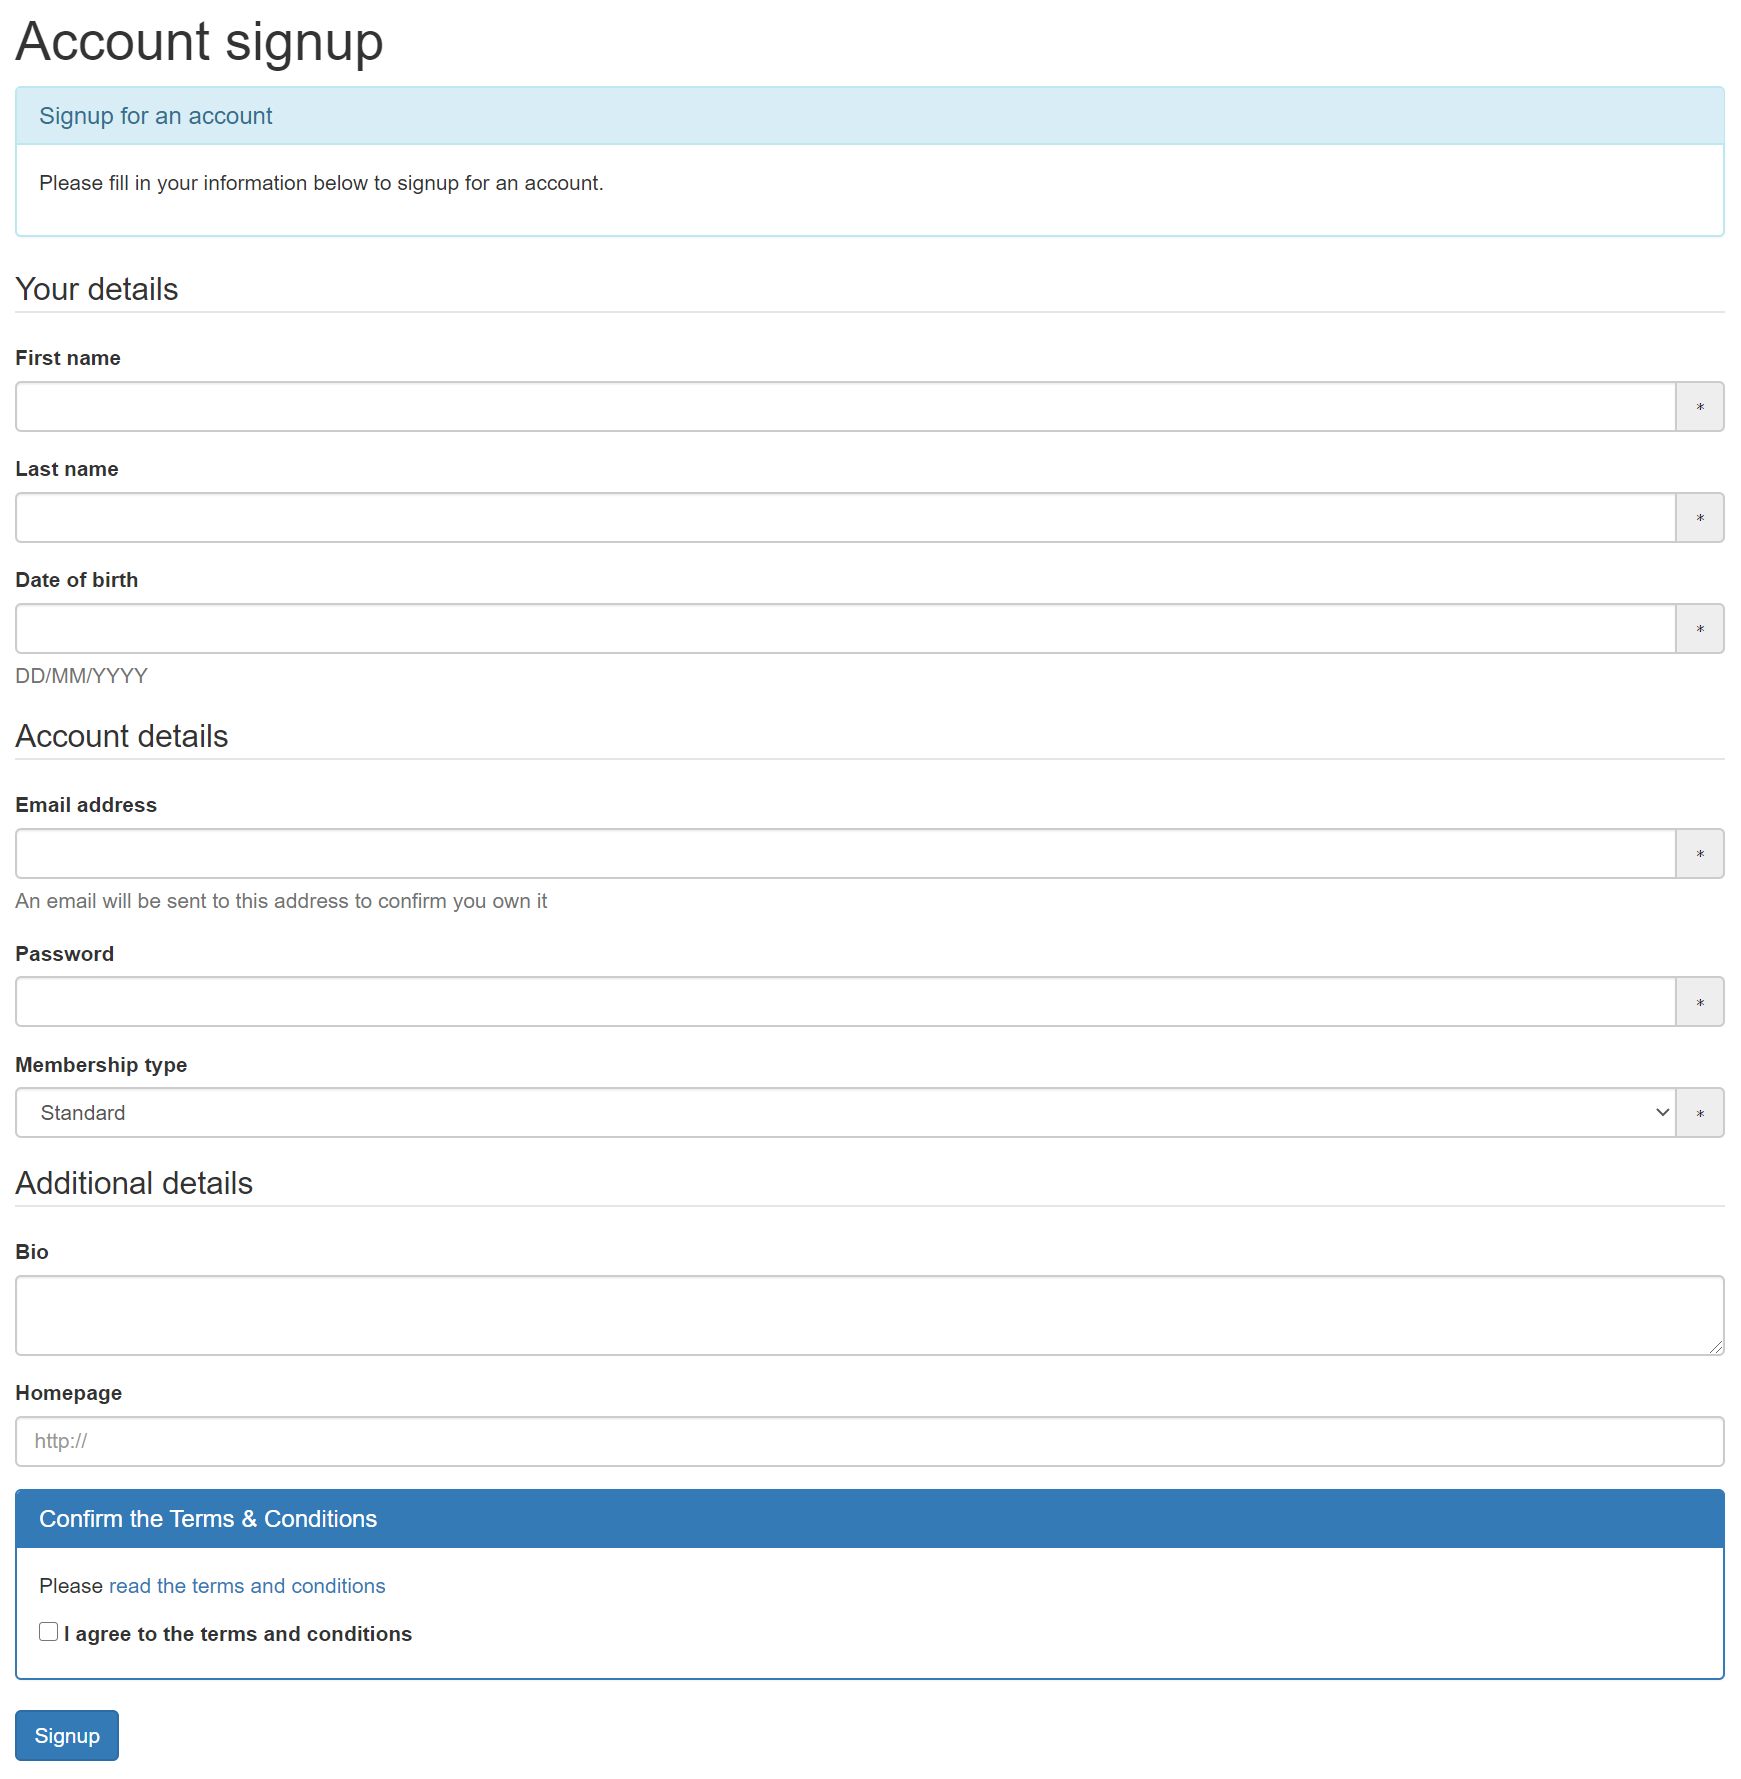 Account signup
Signup for an account
Please fill in your information below to signup for an account.
Your details
First name
*
Last name
*
Date of birth
*
DD/MM/YYYY
Account details
Email address
*
An email will be sent to this address to confirm you own it
Password
*
Membership type
Standard *
Additional details
Bio
Homepage
http://
Confirm the Terms & Conditions
Please read the terms and conditions
I agree to the terms and conditions
Signup